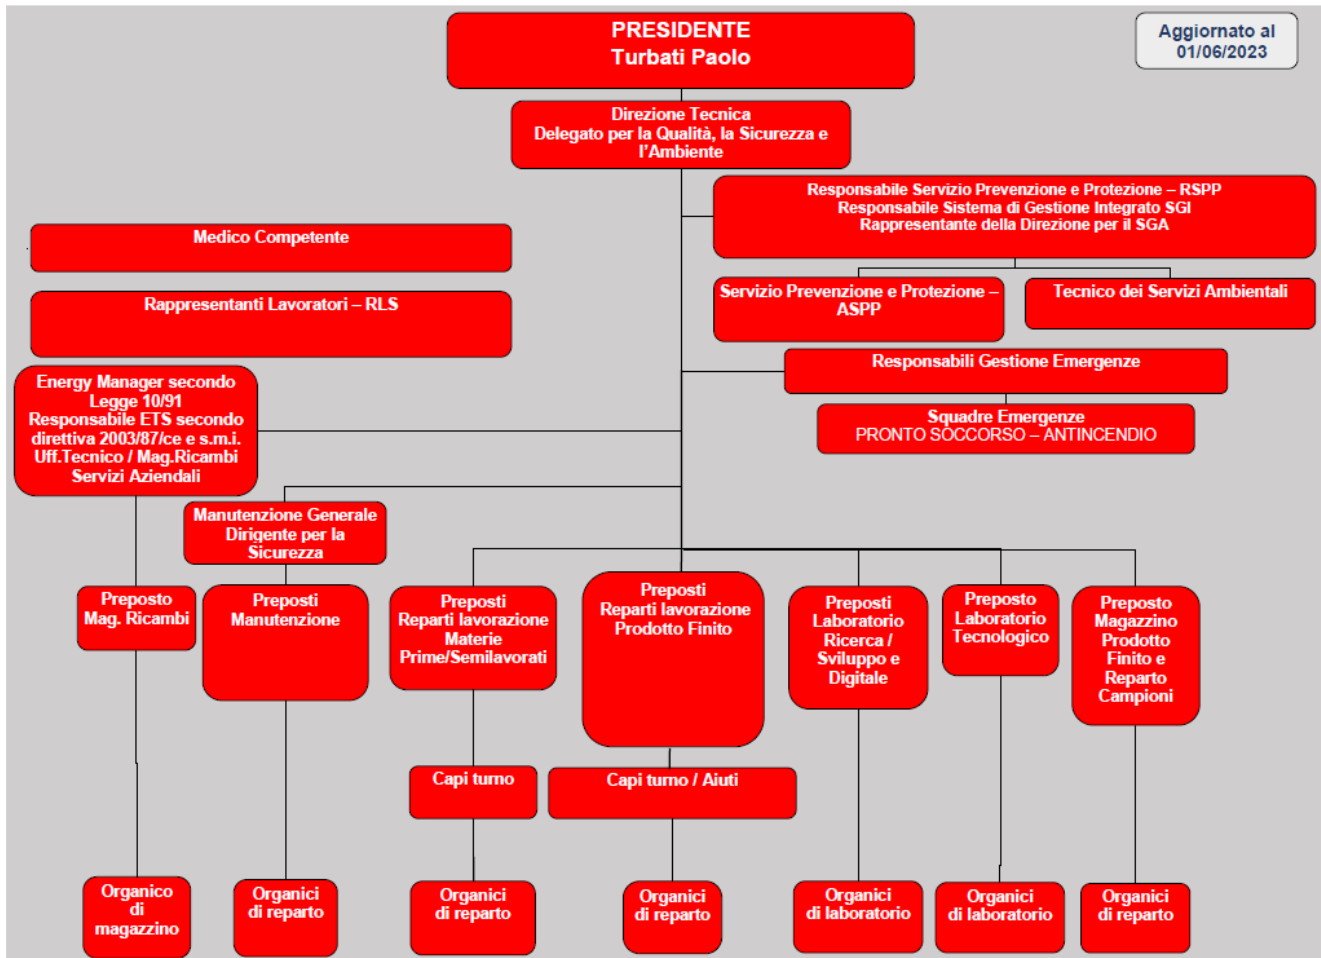 PRESIDENTE
Turbati Paolo
Aggiornato al
01/06/2023
Direzione Tecnica
Delegato per la Qualità, la Sicurezza e
l'Ambiente
Responsabile Servizio Prevenzione e Protezione – RSPP
Responsabile Sistema di Gestione Integrato SGI
Rappresentante della Direzione per il SGA
Medico Competente
Servizio Prevenzione e Protezione –
ASPP
Tecnico dei Servizi Ambientali
Rappresentanti Lavoratori – RLS
Responsabili Gestione Emergenze
Energy Manager secondo
Legge 10/91
Responsabile ETS secondo
direttiva 2003/87/ce e s.m.i.
Uff.Tecnico / Mag.Ricambi
Servizi Aziendali
Squadre Emergenze
PRONTO SOCCORSO – ANTINCENDIO
Manutenzione Generale
Dirigente per la
Sicurezza
Preposto
Mag. Ricambi
Preposti
Manutenzione
Preposti
Reparti lavorazione
Materie
Prime/Semilavorati
Preposti
Reparti lavorazione
Prodotto Finito
Preposti
Laboratorio
Ricerca /
Sviluppo e
Digitale
Preposto
Laboratorio
Tecnologico
Preposto
Magazzino
Prodotto
Finito e
Reparto
Campioni
Capi turno
Capi turno / Aiuti
Organico
di
magazzino
Organici
di reparto
Organici
di reparto
Organici
di reparto
Organici
di laboratorio
Organici
di laboratorio
Organici
di reparto